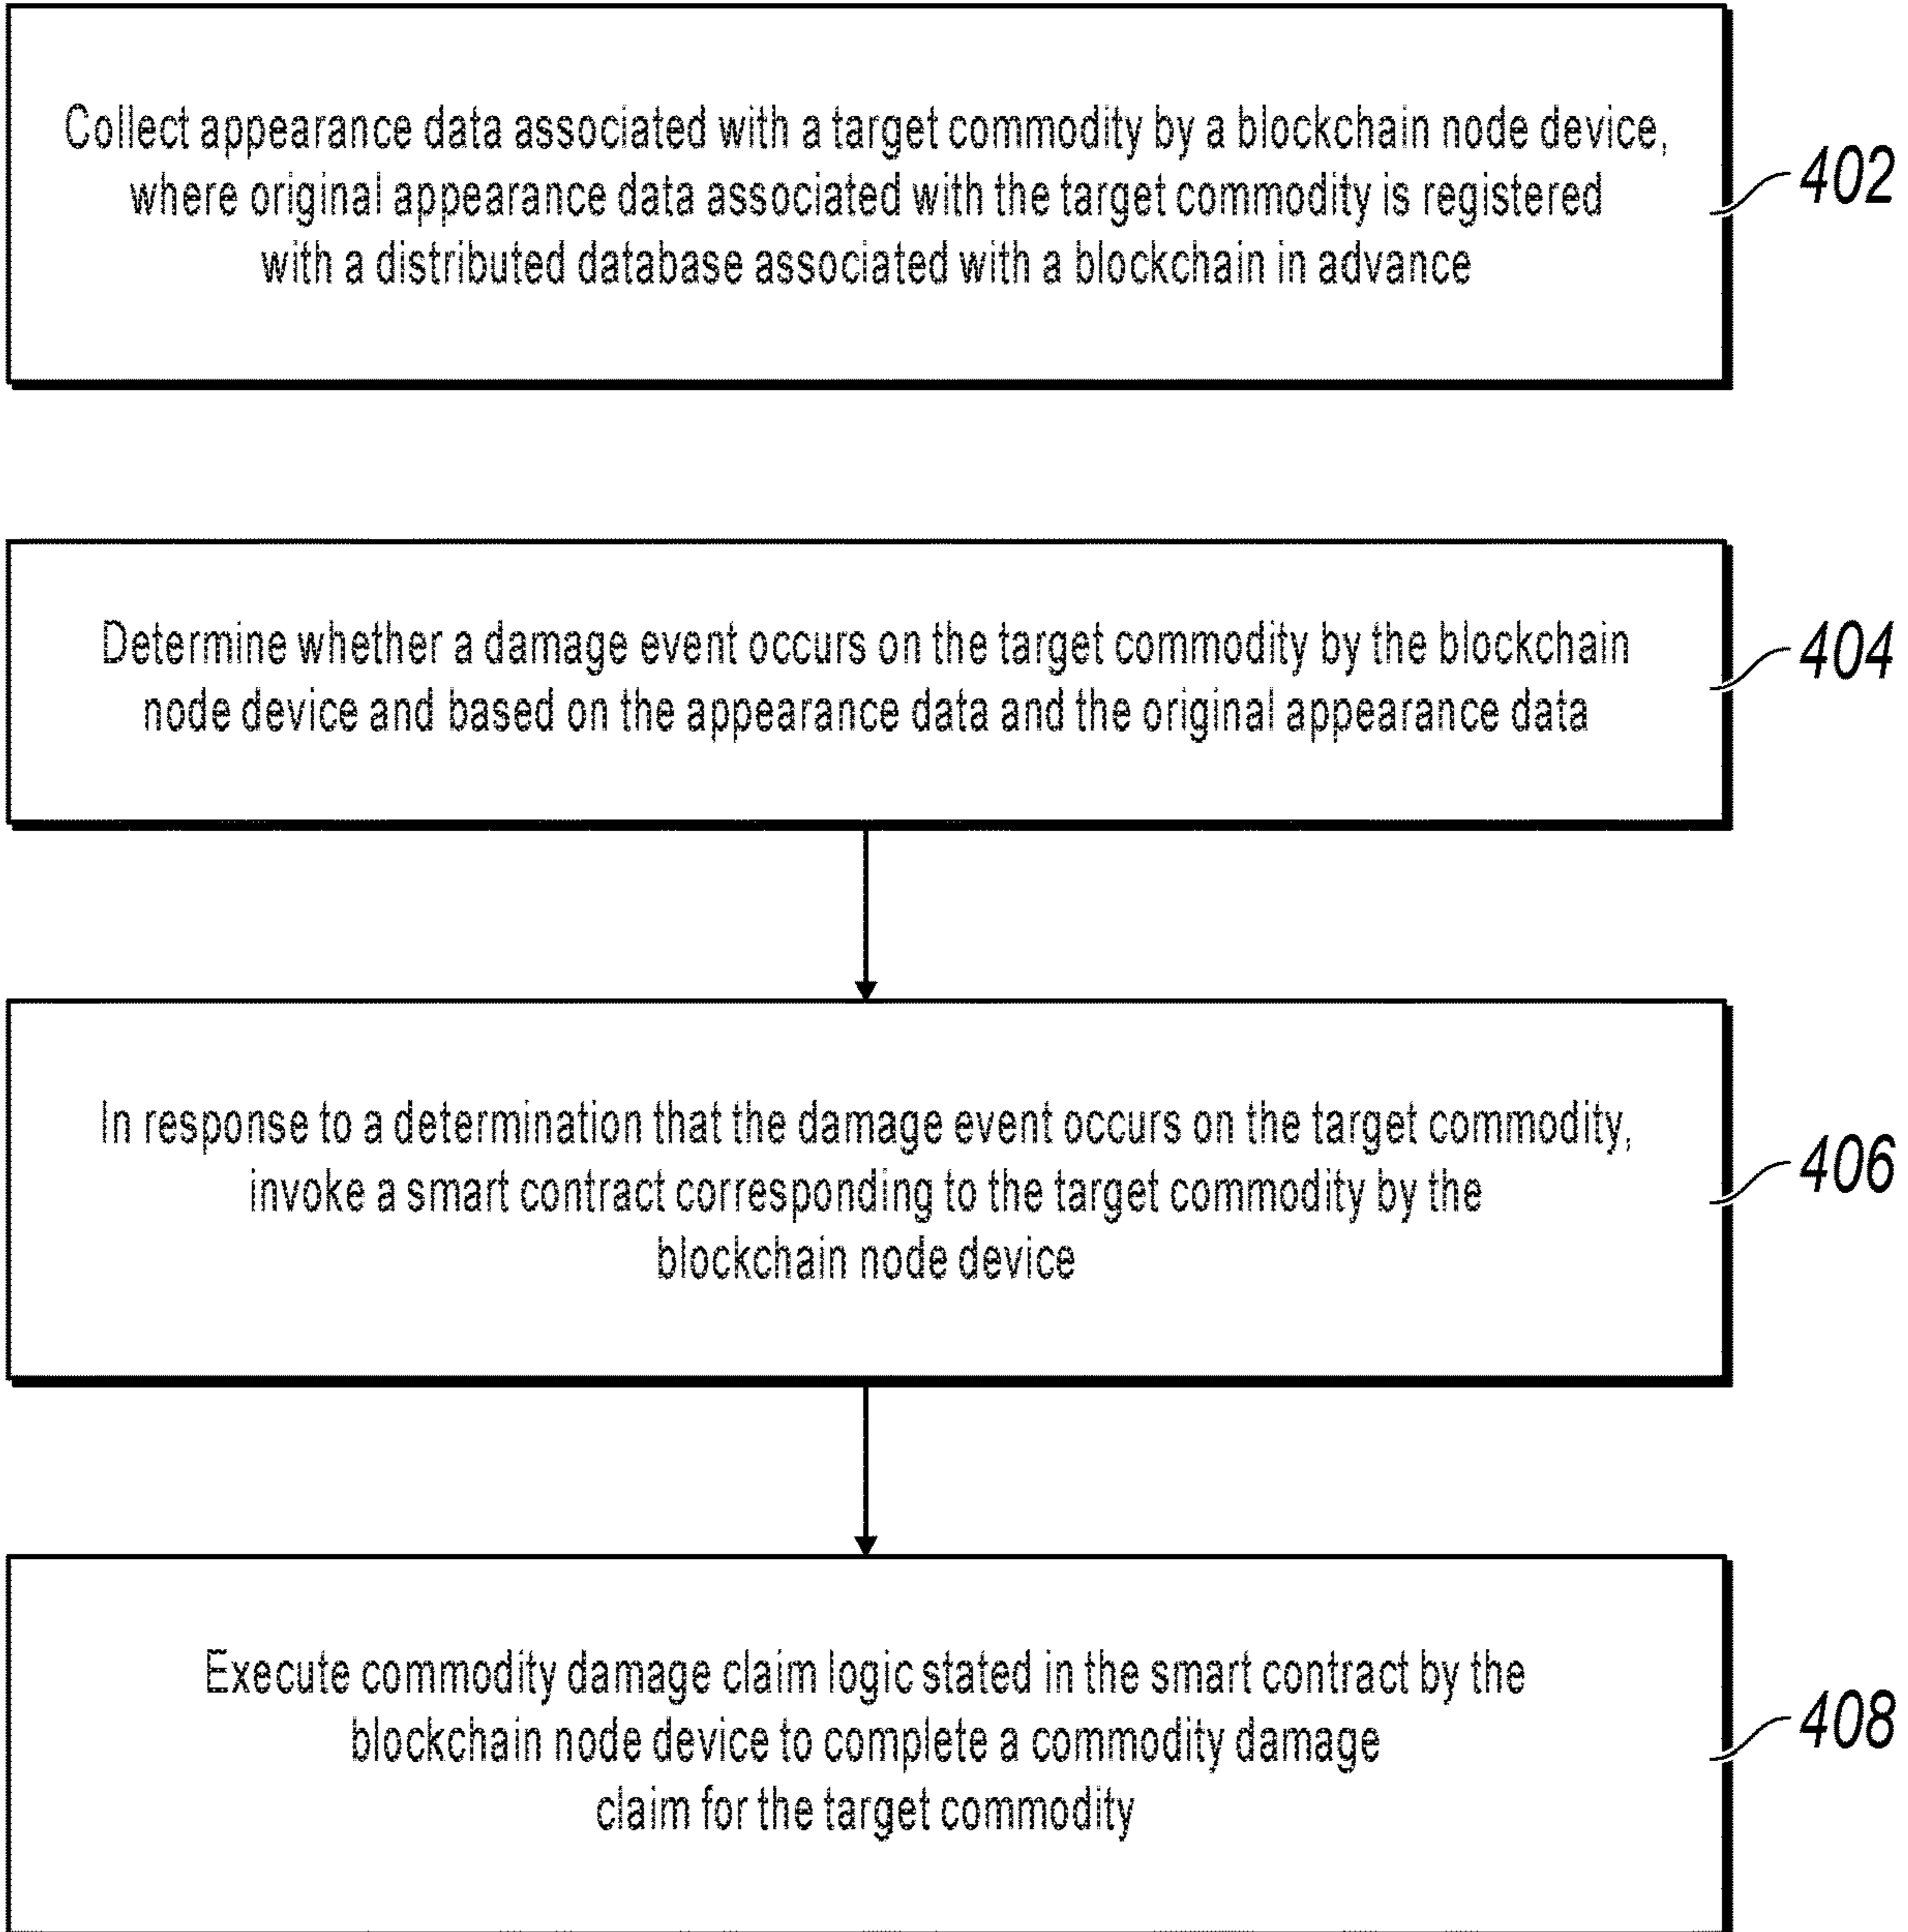 Collect appearance data associated with a target commodity by a blockchain node device,
where original appearance data associated with the target commodity is registered
with a distributed database associated with a blockchain in advance
402
Determine whether a damage event occurs on the target commodity by the blockchain
node device and based on the appearance data and the original appearance data
404
In response to a determination that the damage event occurs on the target commodity,
invoke a smart contract corresponding to the target commodity by the
blockchain node device
406
Execute commodity damage claim logic stated in the smart contract by the
blockchain node device to complete a commodity damage
claim for the target commodity
408